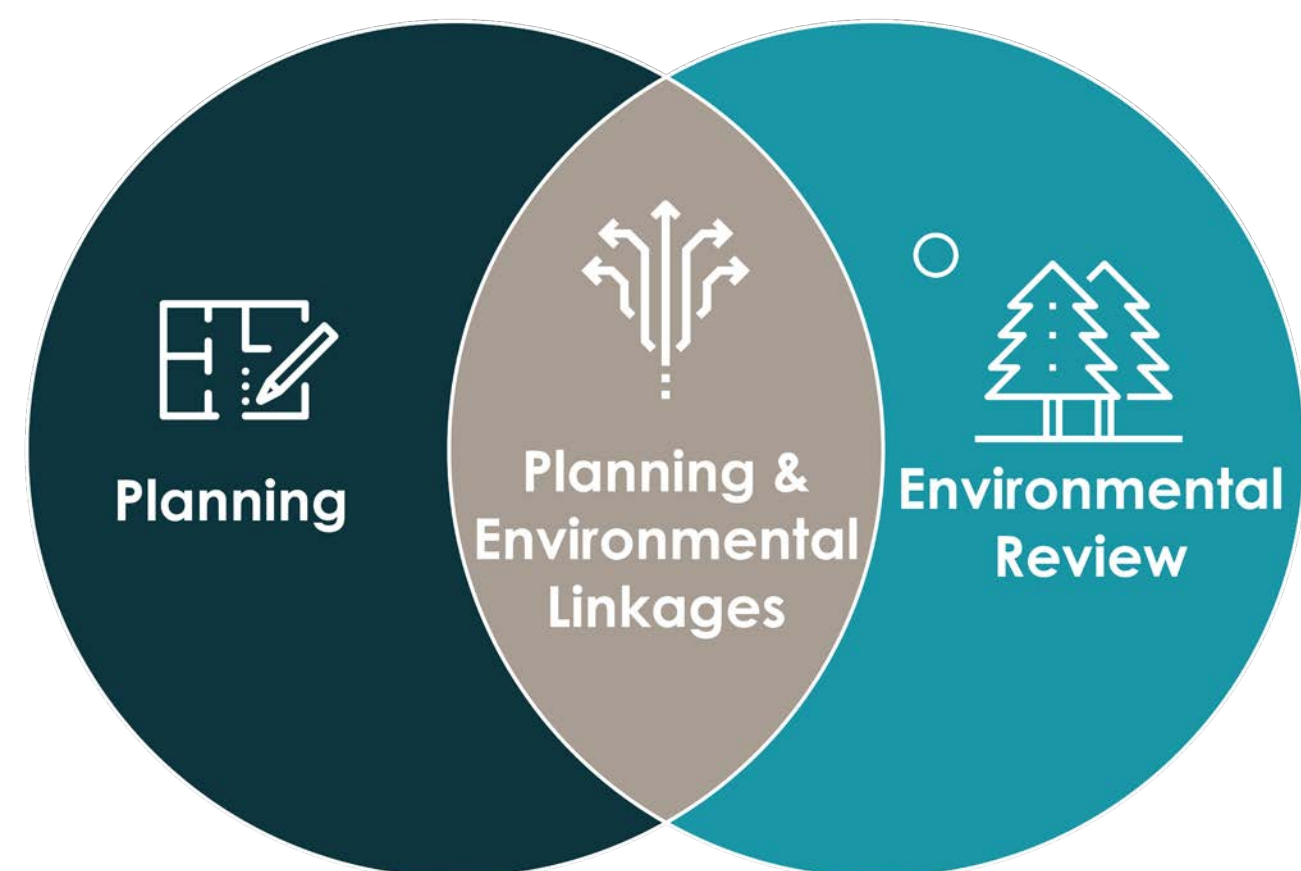 Planning
Planning &
Environmental
Linkages
Environmental
Review